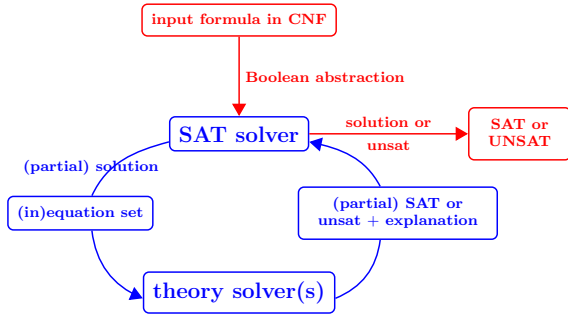 input formula in CNF
Boolean abstraction
SAT solver
solution or
unsat
SAT or
UNSAT
(partial) solution
(in)equation set
(partial) SAT or
unsat + explanation
theory solver(s)